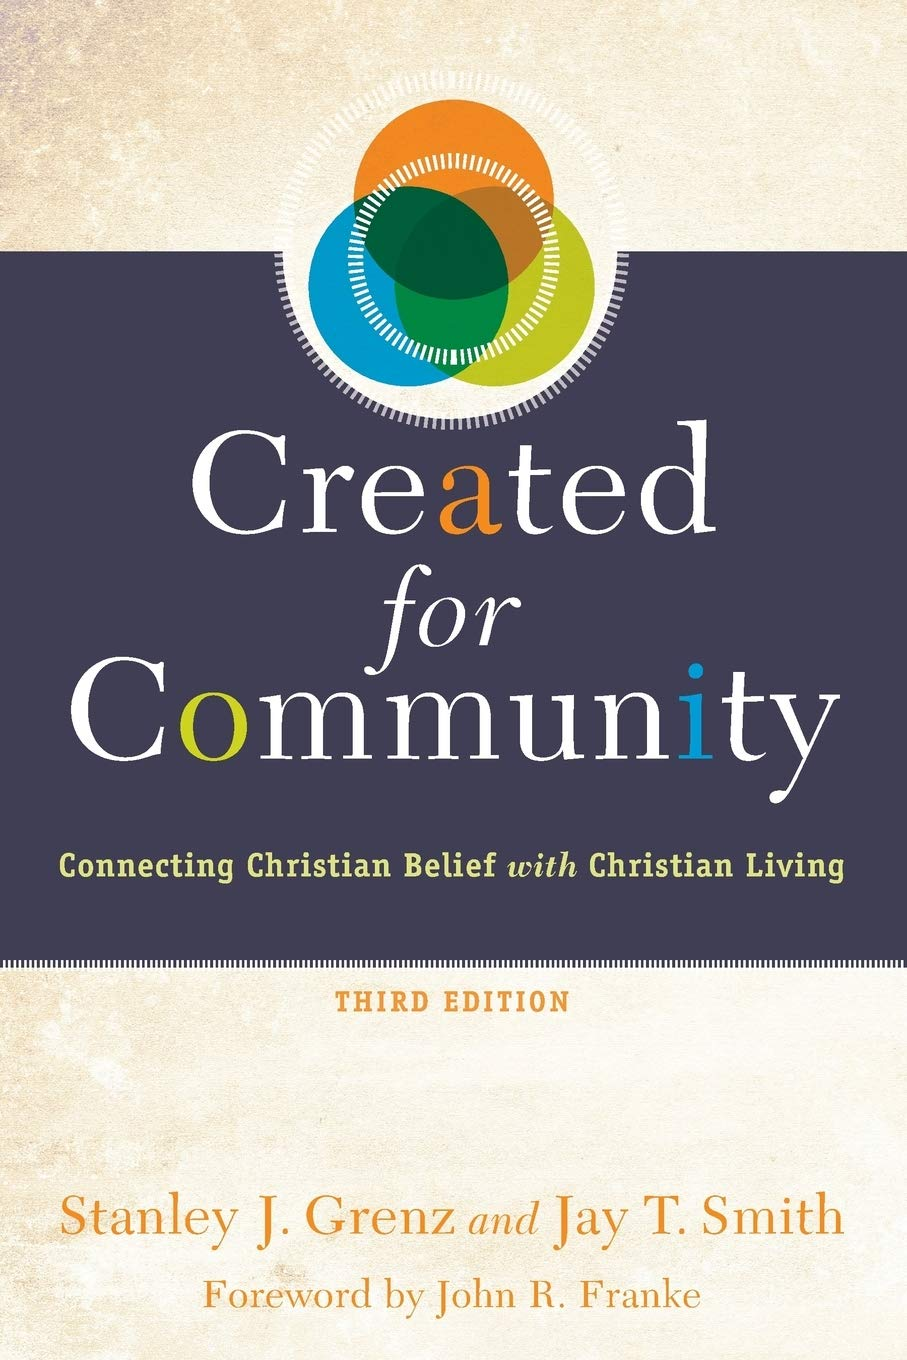 Created
for
Community
Connecting Christian Belief with Christian Living
THIRD EDITION
Stanley J. Grenz and Jay T. Smith
Foreword by John R. Franke